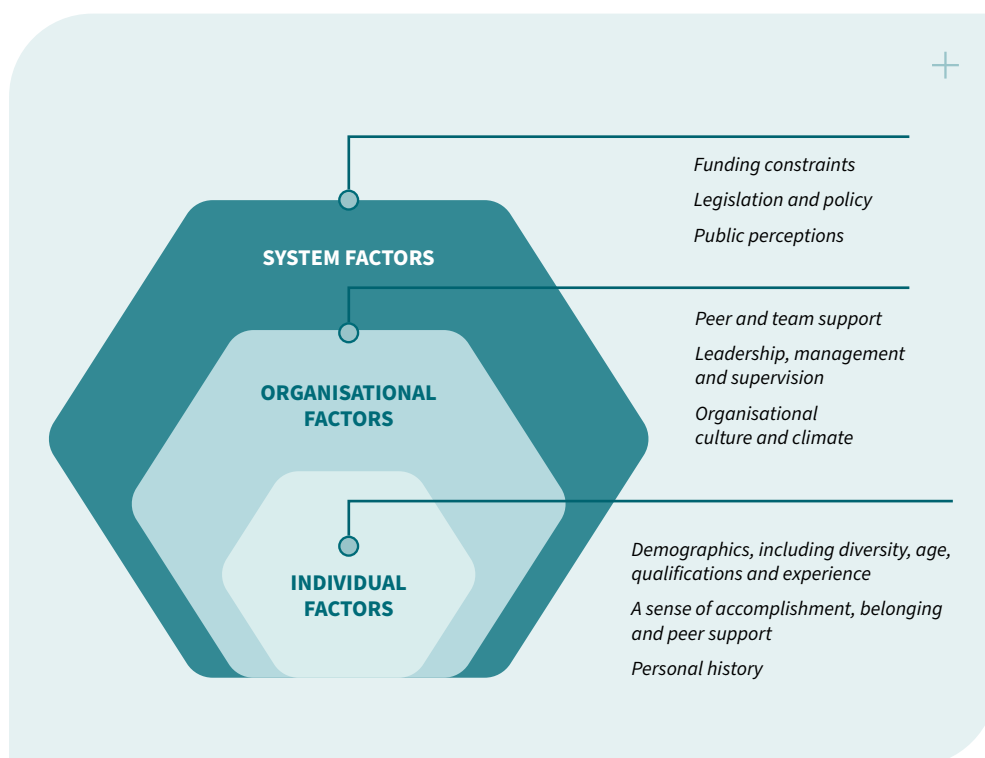 SYSTEM FACTORS
Funding constraints
Legislation and policy
Public perceptions
ORGANISATIONAL
FACTORS
Peer and team support
Leadership, management
and supervision
Organisational
culture and climate
INDIVIDUAL
FACTORS
Demographics, including diversity, age,
qualifications and experience
A sense of accomplishment, belonging
and peer support
Personal history